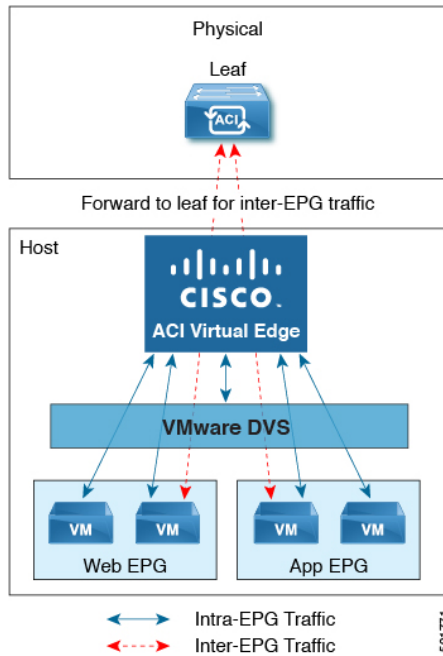 Physical
Leaf
ACI
Forward to leaf for inter-EPG traffic
Host
CISCO™
ACI Virtual Edge
VMware DVS
VM
VM
VM
VM
Web EPG
App EPG
Intra-EPG Traffic
Inter-EPG Traffic